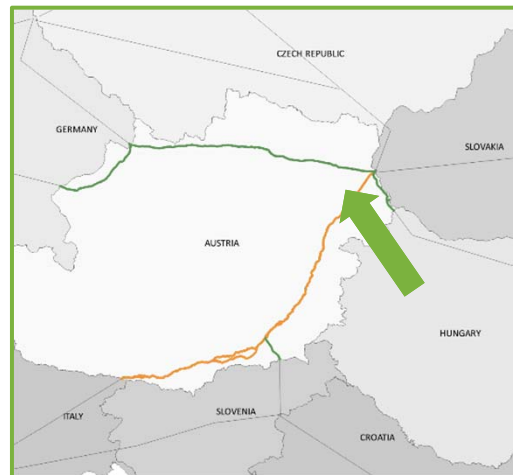 CZECH REPUBLIC
GERMANY
SLOVAKIA
AUSTRIA
HUNGARY
ITALY
SLOVENIA
CROATIA